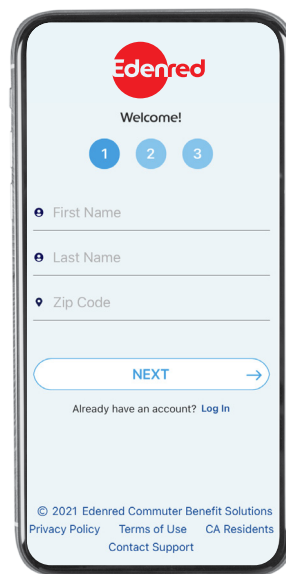 Edenred
Welcome!
1 2 3
First Name
Last Name
Zip Code
NEXT
Already have an account? Log In
© 2021 Edenred Commuter Benefit Solutions
Privacy Policy Terms of Use CA Residents
Contact Support